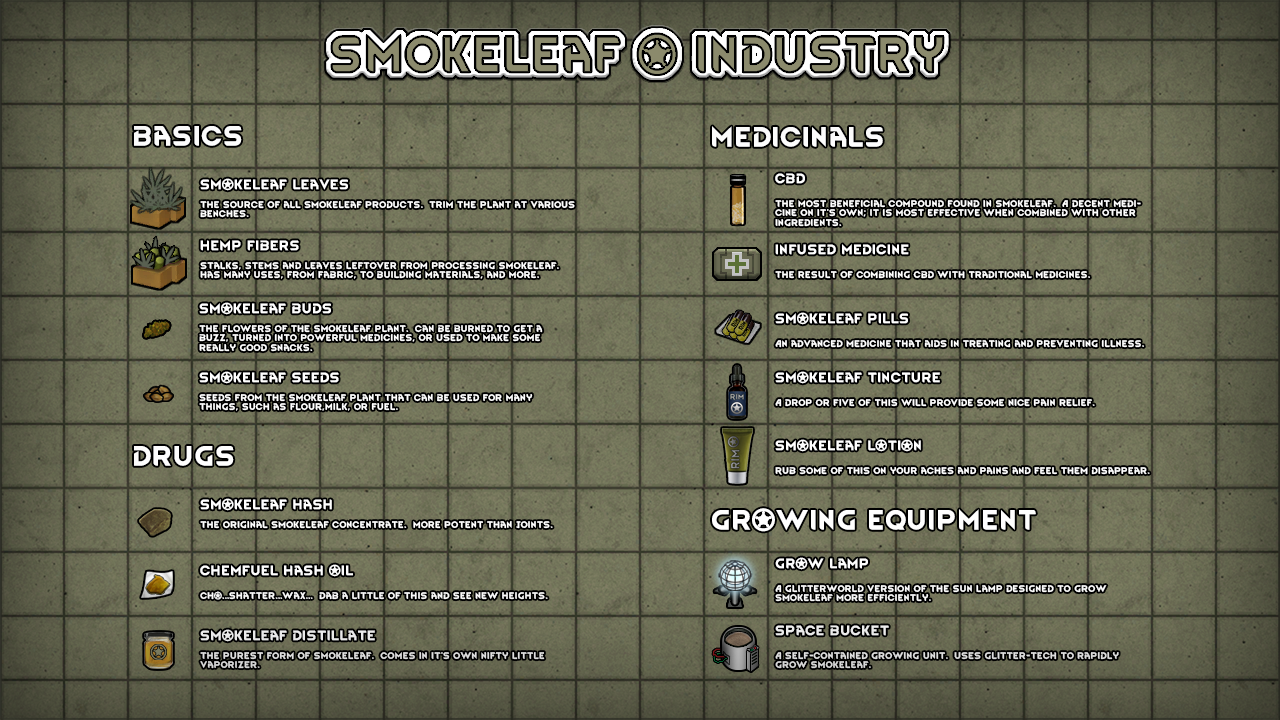 SMOKELEAF INDUSTRY
BASICS
SMOKELEAF LEAVES
THE SOURCE OF ALL SMOKELEAF PRODUCTS. TRIM THE PLANT AT VARIOUS
BENCHES.
HEMP FIBERS
STALKS, STEMS AND LEAVES LEFTOVER FROM PROCESSING SMOKELEAF.
HAS MANY USES, FROM FABRIC, TO BUILDING MATERIALS, AND MORE.
SMOKELEAF BUDS
THE FLOWERS OF THE SMOKELEAF PLANT. CAN BE BURNED TO GET A
BUZZ, TURNED INTO POWERFUL MEDICINES, OR USED TO MAKE SOME
REALLY GOOD SNACKS.
SMOKELEAF SEEDS
SEEDS FROM THE SMOKELEAF PLANT THAT CAN BE USED FOR MANY
THINGS, SUCH AS FLOUR,MILK, OR FUEL.
DRUGS
SMOKELEAF HASH
THE ORIGINAL SMOKELEAF CONCENTRATE. MORE POTENT THAN JOINTS.
CHEMFUEL HASH OIL
CHO...SHATTER...WAX... DAB A LITTLE OF THIS AND SEE NEW HEIGHTS.
SMOKELEAF DISTILLATE
THE PUREST FORM OF SMOKELEAF. COMES IN IT'S OWN NIFTY LITTLE
VAPORIZER.
MEDICINALS
CBD
THE MOST BENEFICIAL COMPOUND FOUND IN SMOKELEAF. A DECENT MEDI-
CINE ON IT'S OWN; IT IS MOST EFFECTIVE WHEN COMBINED WITH OTHER
INGREDIENTS.
INFUSED MEDICINE
THE RESULT OF COMBINING CBD WITH TRADITIONAL MEDICINES.
SMOKELEAF PILLS
AN ADVANCED MEDICINE THAT AIDS IN TREATING AND PREVENTING ILLNESS.
RIM
SMOKELEAF TINCTURE
A DROP OR FIVE OF THIS WILL PROVIDE SOME NICE PAIN RELIEF.
RIM
SMOKELEAF LOTION
RUB SOME OF THIS ON YOUR ACHES AND PAINS AND FEEL THEM DISAPPEAR.
GROWING EQUIPMENT
GROW LAMP
A GLITTERWORLD VERSION OF THE SUN LAMP DESIGNED TO GROW
SMOKELEAF MORE EFFICIENTLY.
SPACE BUCKET
A SELF-CONTAINED GROWING UNIT. USES GLITTER-TECH TO RAPIDLY
GROW SMOKELEAF.